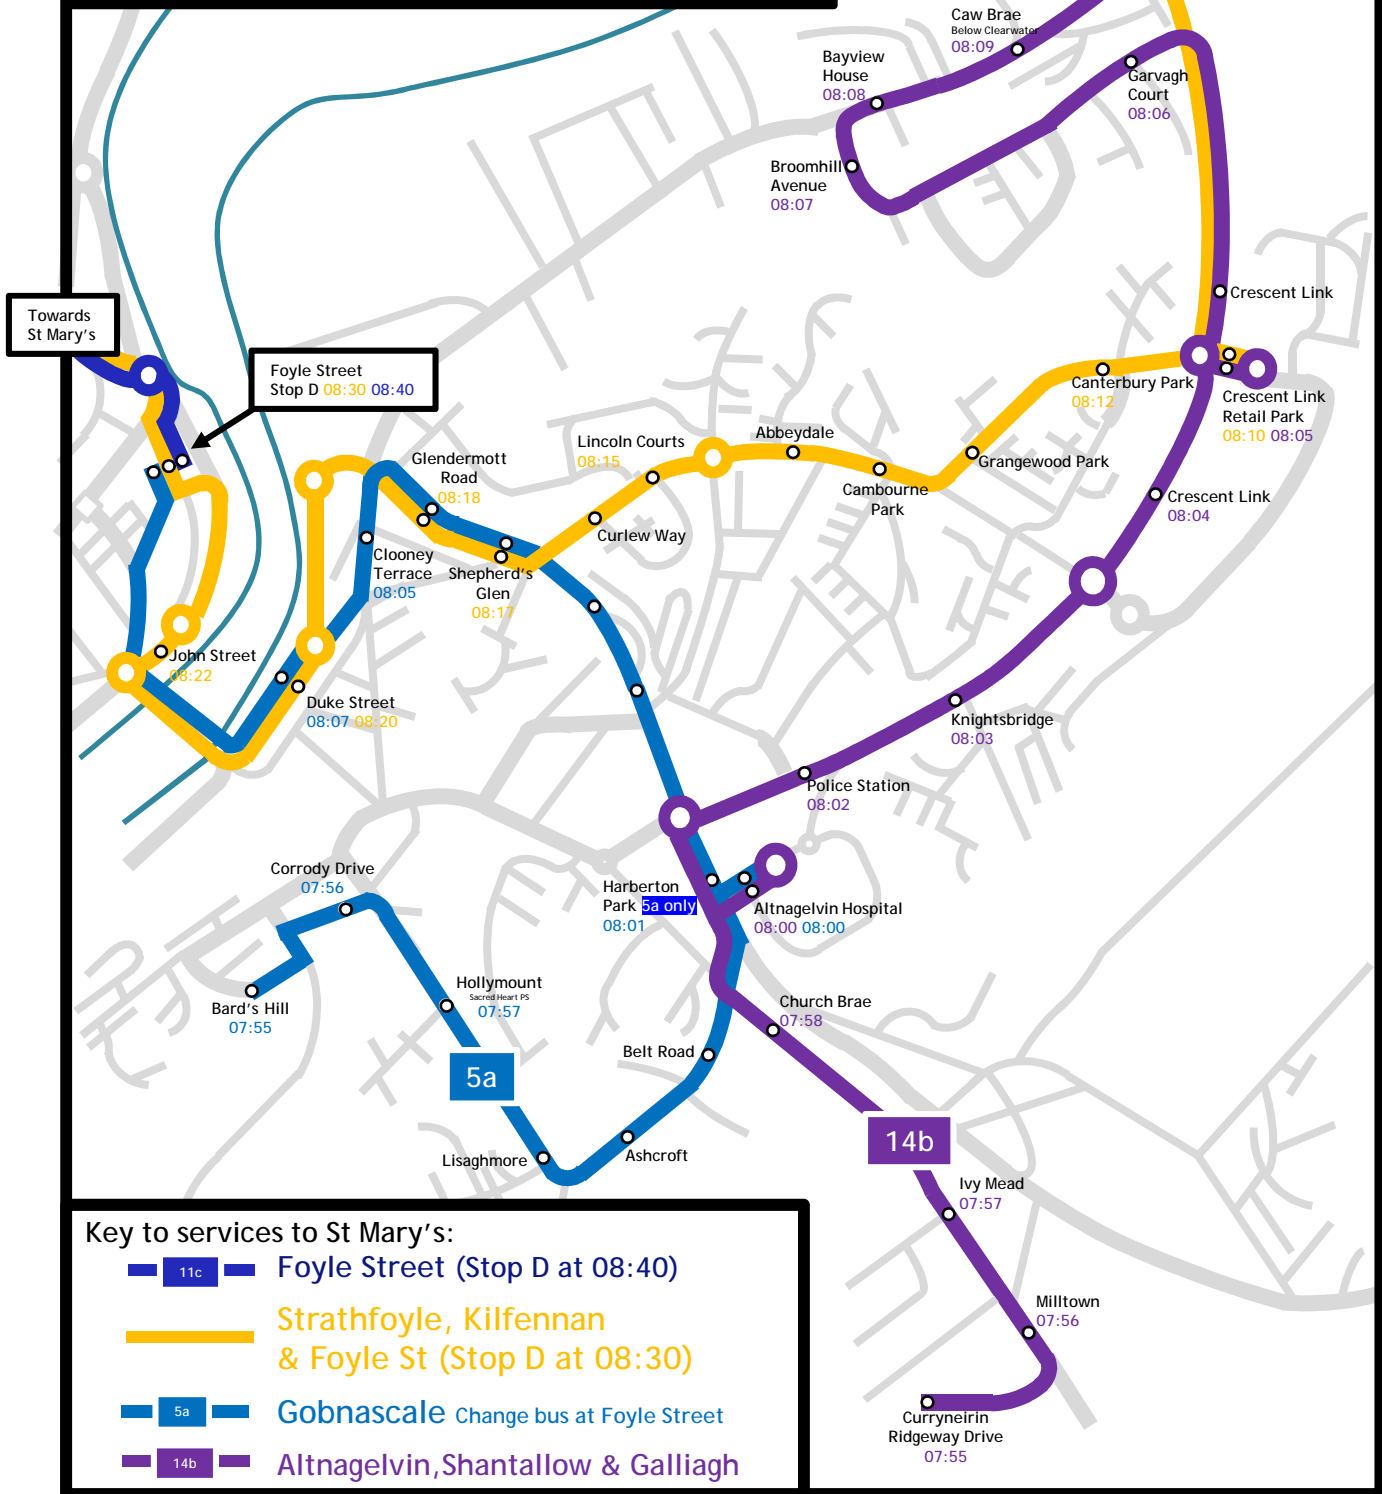 Caw Brae
Below Clearwater
08:09
Bayview
House
08:08
Garvagh
Court
08:06
Broomhill
Avenue
08:07
Crescent Link
Towards
St Mary's
Foyle Street
Stop D 08:30 08:40
Canterbury Park
08:12
Crescent Link
Retail Park
08:10 08:05
Lincoln Courts
08:15
Abbeydale
Glendermott
Road
08:18
Grangewood Park
Cambourne
Park
Crescent Link
08:04
Curlew Way
Clooney
Terrace
08:05
Shepherd's
Glen
08:17
John Street
08:22
Duke Street
08:07 08:20
Knightsbridge
08:03
Police Station
08:02
Corrody Drive
07:56
Harberton
Park 5a only
08:01
Altnagelvin Hospital
08:00 08:00
Hollymount
Sacred Heart PS
07:57
Bard's Hill
07:55
Church Brae
07:58
Belt Road
5a
14b
Lisaghmore
Ashcroft
Ivy Mead
07:57
Milltown
07:56
Curryneirin
Ridgeway Drive
07:55
Key to services to St Mary's:
11c Foyle Street (Stop D at 08:40)
Strathfoyle, Kilfennan
& Foyle St (Stop D at 08:30)
5a Gobnascale Change bus at Foyle Street
14b Altnagelvin,Shantallow & Galliagh